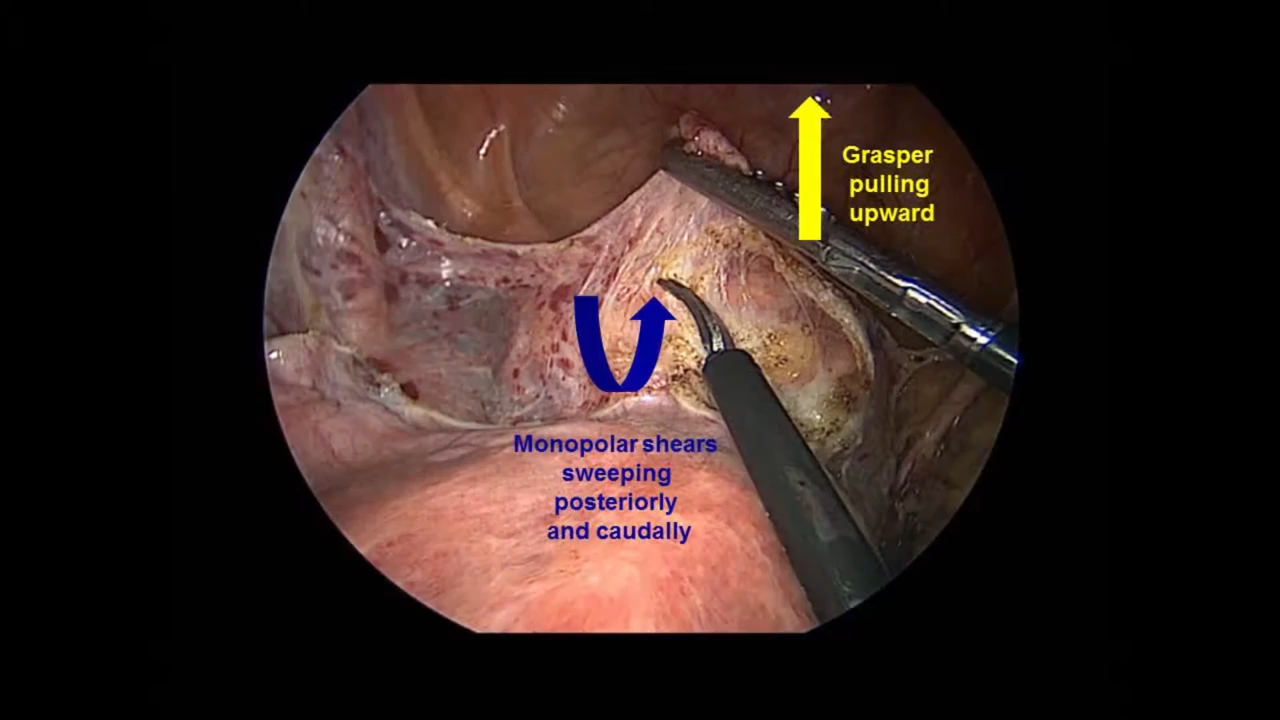 Grasper
pulling
upward
Monopolar shears
sweeping
posteriorly
and caudally